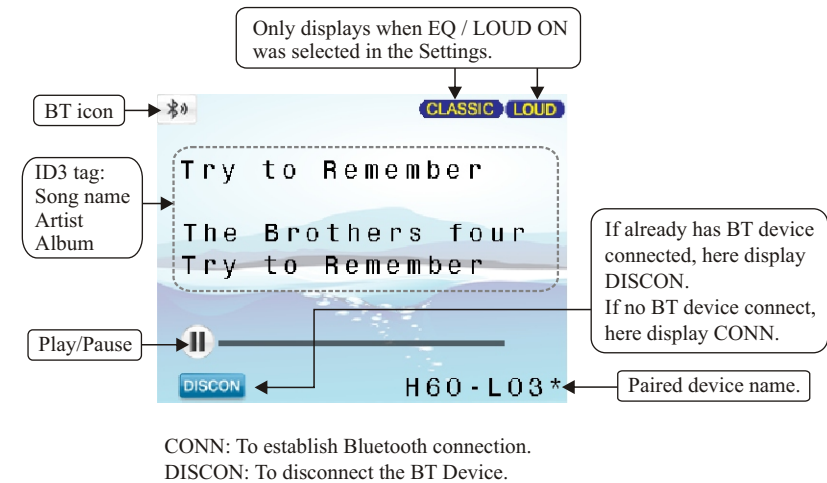 Only displays when EQ / LOUD ON
was selected in the Settings.
BT icon
CLASSIC
LOUD
ID3 tag:
Song name
Artist
Album
Try to Remember
The Brothers four
Try to Remember
If already has BT device
connected, here display
DISCON.
If no BT device connect,
here display CONN.
Play/Pause
DISCON
H60-L03*
Paired device name.
CONN: To establish Bluetooth connection.
DISCON: To disconnect the BT Device.